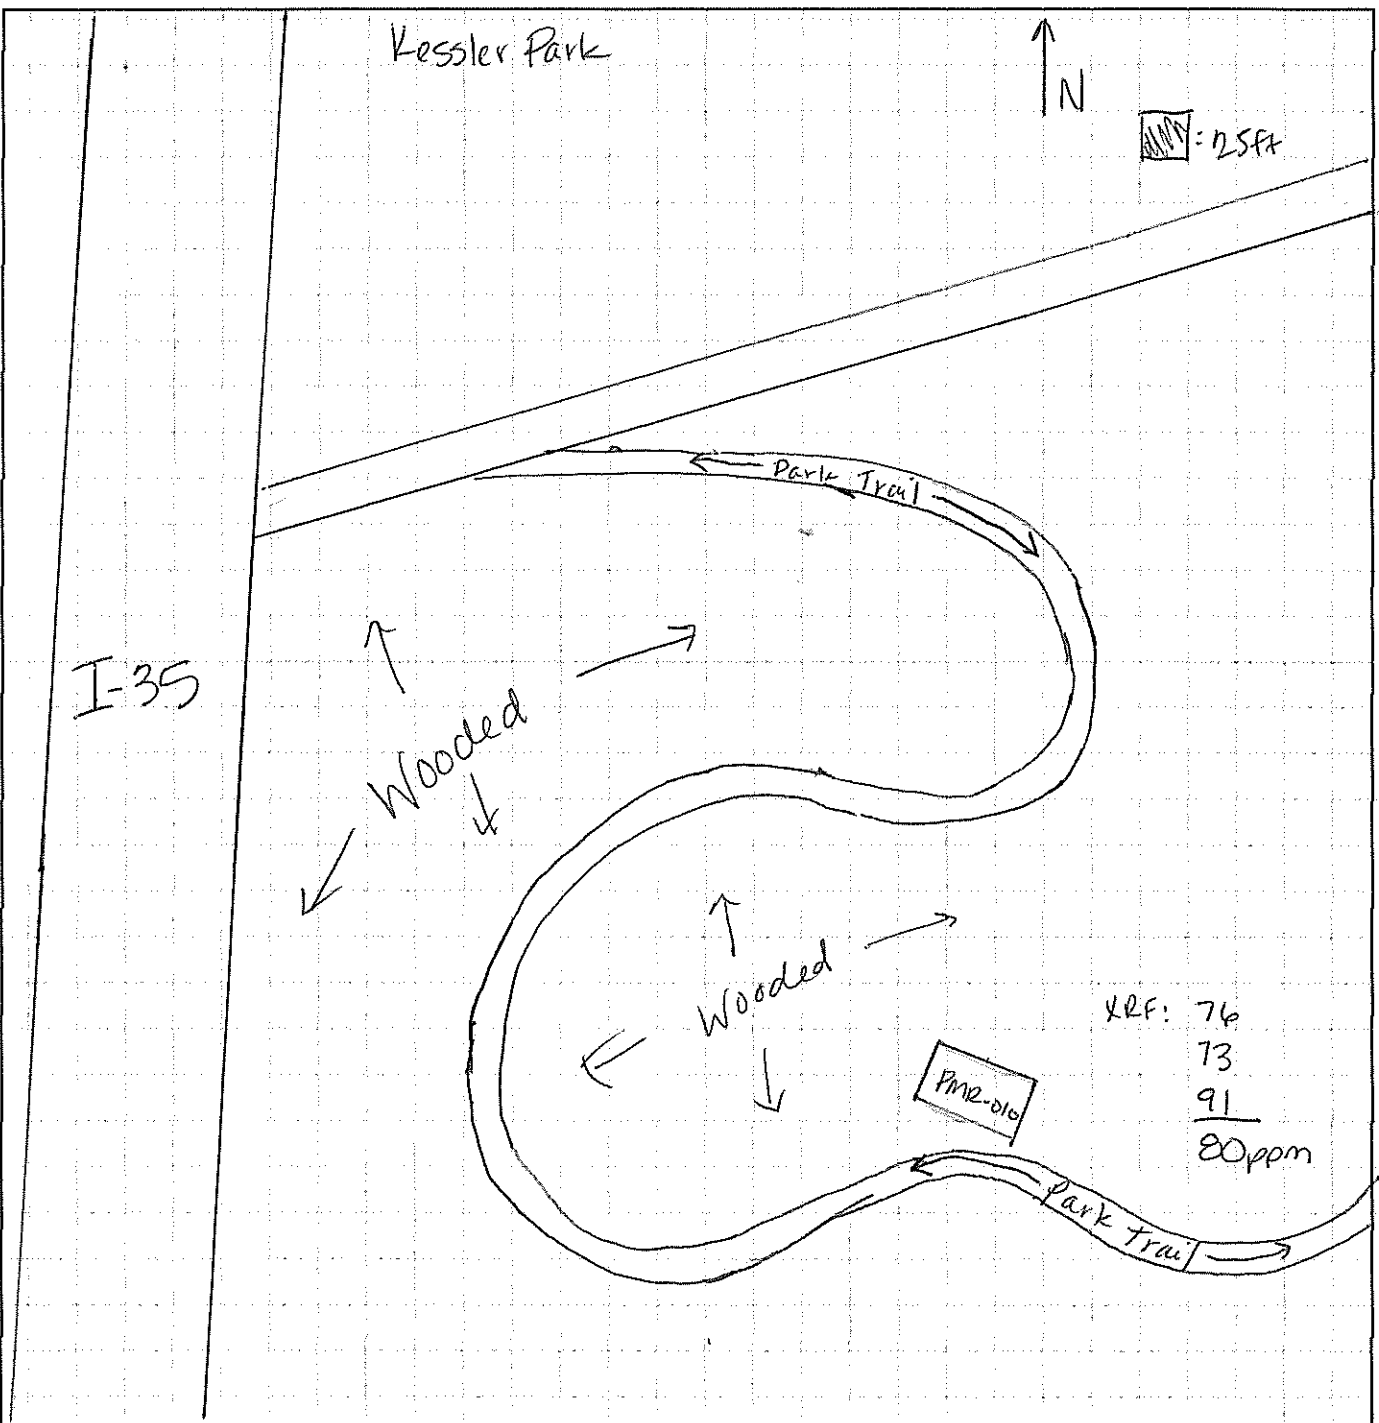 Kessler Park
N
: 25ft
Park Trail
I-35
Wooded
Wooded
XRF: 76
73
91
80ppm
PMR-010
Park Trail